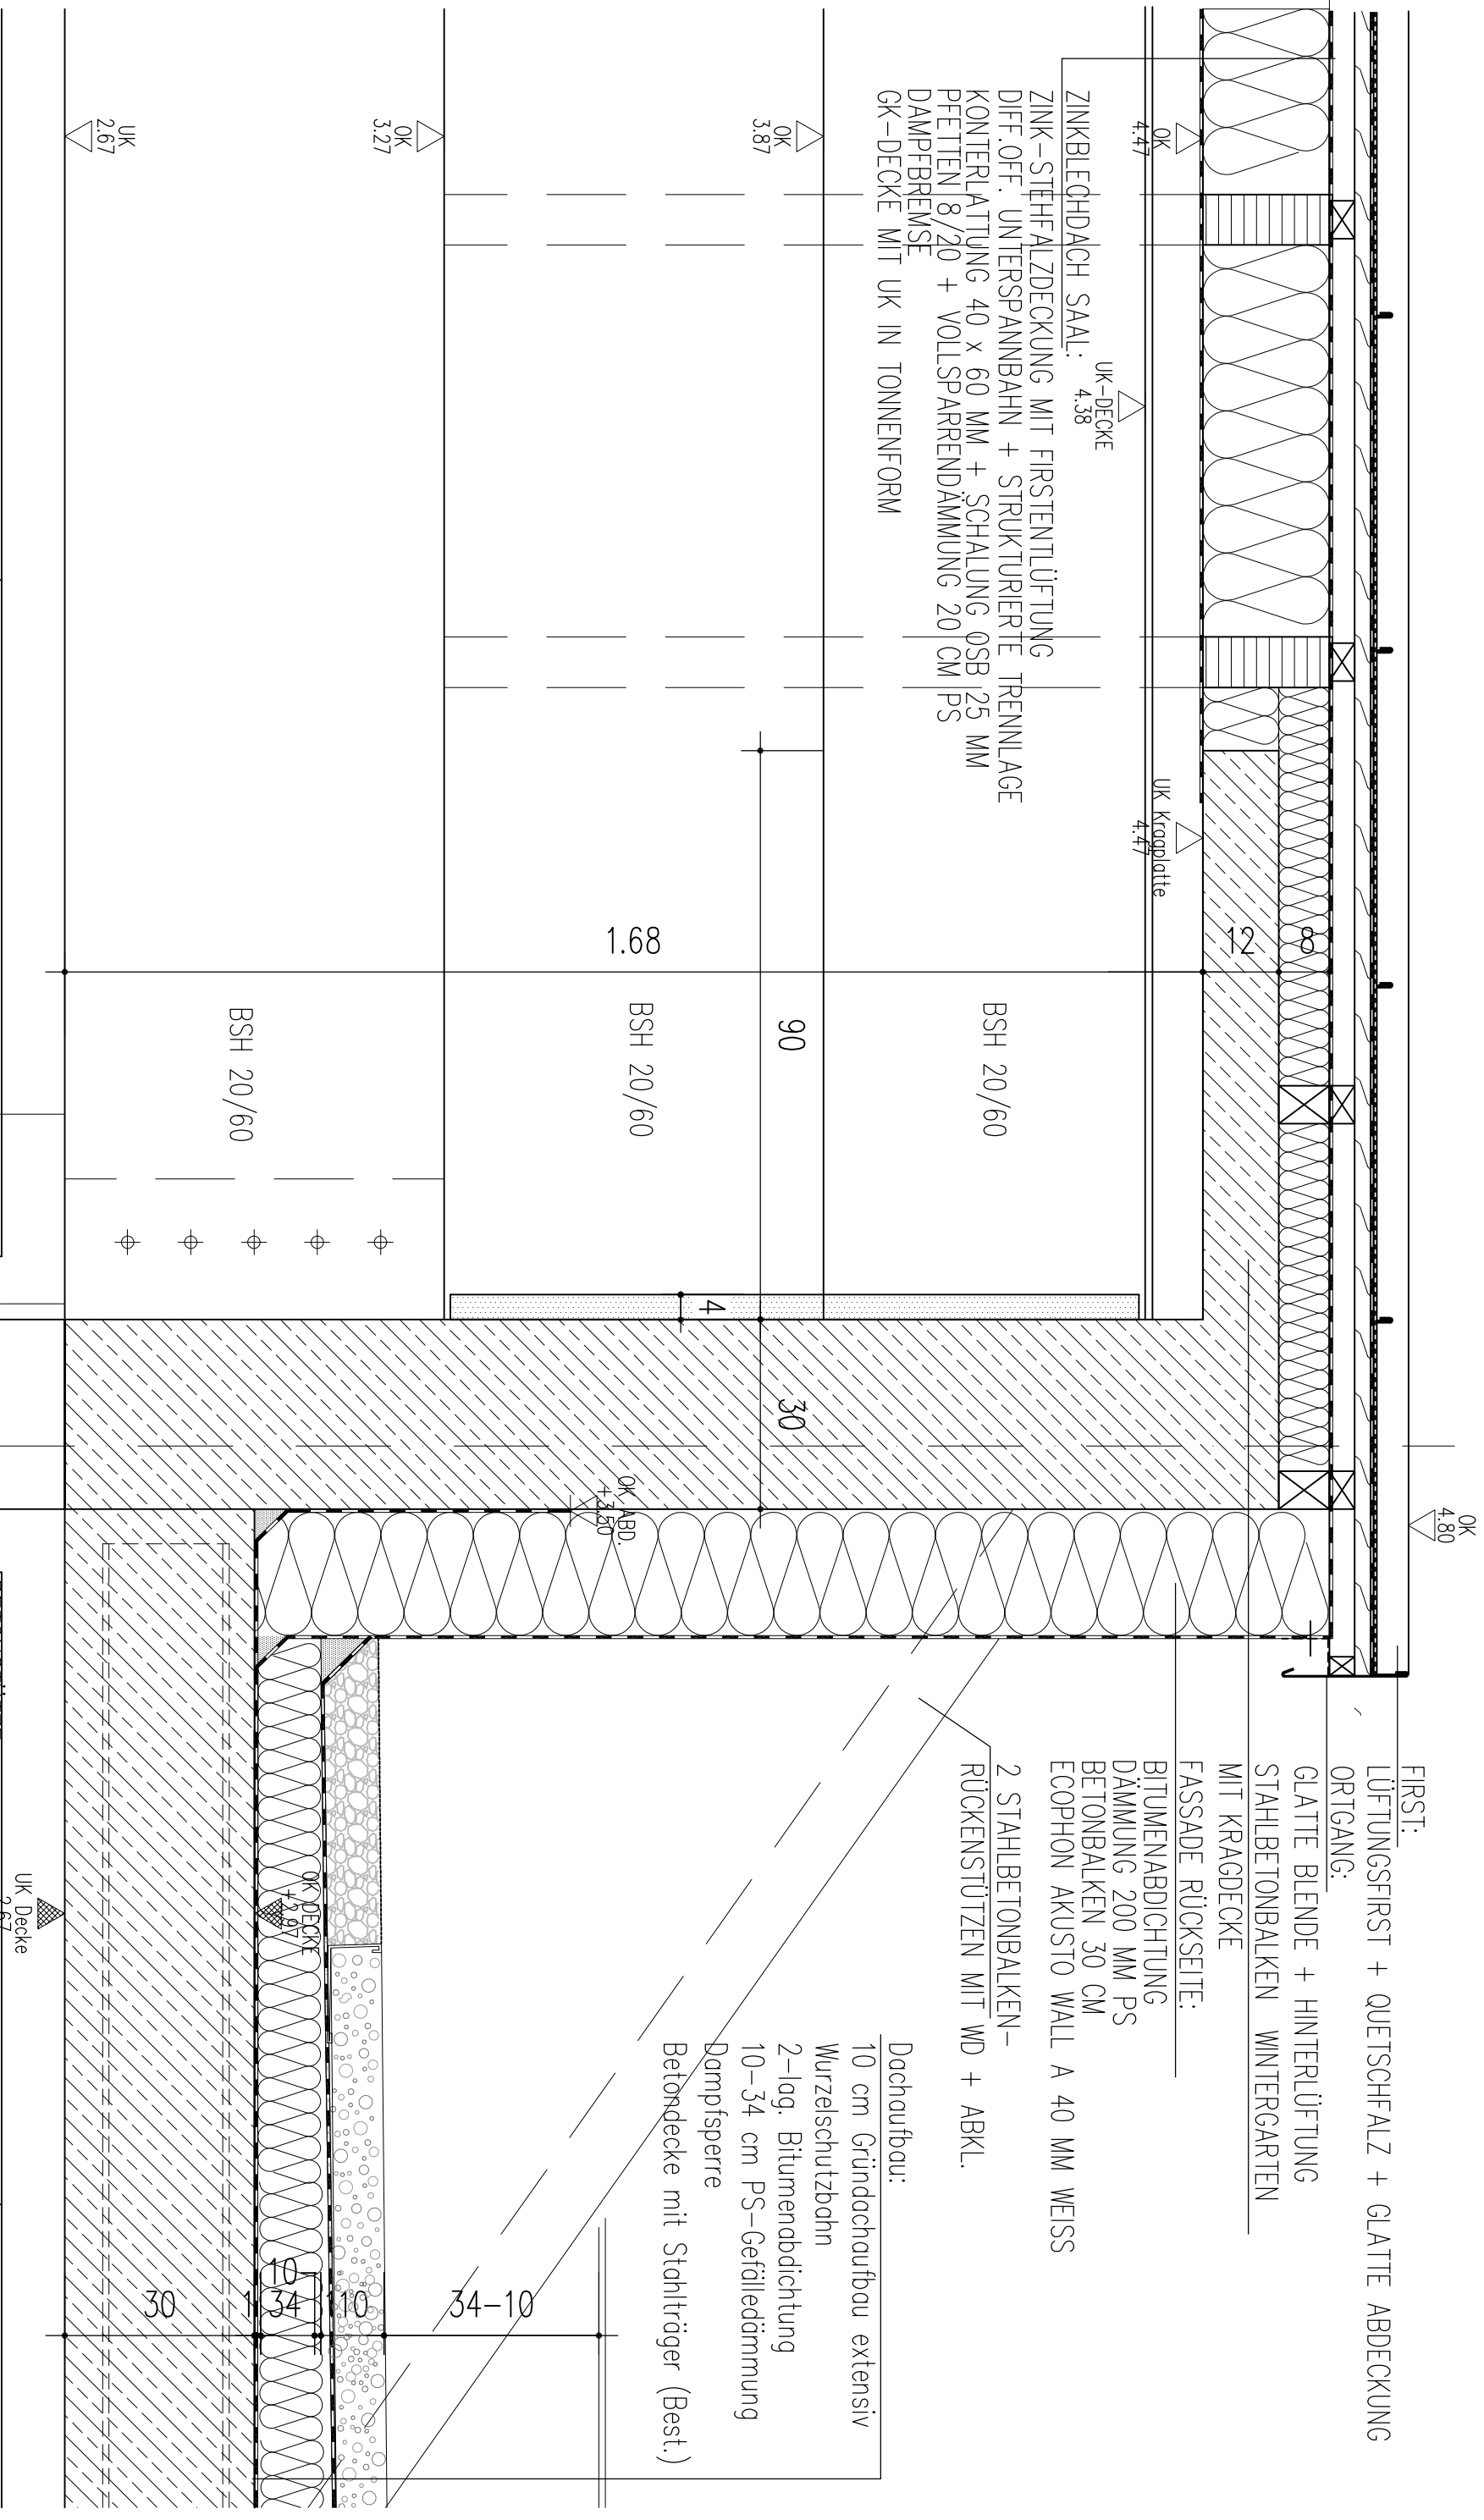 OK
4.80
OK
4.47
UK-DECKE
4.38
UK Kragplatte
4.47
OK
3.87
OK
3.27
UK
2.67
ZINKBLECHDACH SAAL:
ZINK-STEHFALZDECKUNG MIT FIRSTENTLÜFTUNG
DIFF.OFF. UNTERSPANNBAHN + STRUKTURIERTE TRENNLAGE
KONTERLATTUNG 40 x 60 MM + SCHALUNG OSB 25 MM
PFETTEN 8/20 + VOLLSPARRENDÄMMUNG 20 CM PS
DAMPFBREMSE
GK-DECKE MIT UK IN TONNENFORM
8
12
1.68
90
30
4
BSH 20/60
BSH 20/60
BSH 20/60
OK ABD.
+3.50
FIRST:
LÜFTUNGSFIRST + QUETSCHFALZ + GLATTE ABDECKUNG
ORTGANG:
GLATTE BLENDE + HINTERLÜFTUNG
STAHLBETONBALKEN WINTERGARTEN
MIT KRAGDECKE
FASSADE RÜCKSEITE:
BITUMENABDICHTUNG
DÄMMUNG 200 MM PS
BETONBALKEN 30 CM
ECOPHON AKUSTO WALL A 40 MM WEISS
2 STAHLBETONBALKEN-
RÜCKENSTÜTZEN MIT WD + ABKL.
Dachaufbau:
10 cm Gründachaufbau extensiv
Wurzelschutzbahn
2-lag. Bitumenabdichtung
10-34 cm PS-Gefälledämmung
Dampfsperre
Betondecke mit Stahlträger (Best.)
34-10
10
10-
34
1
30
OK DECKE
+2.97
UK Decke
2.67